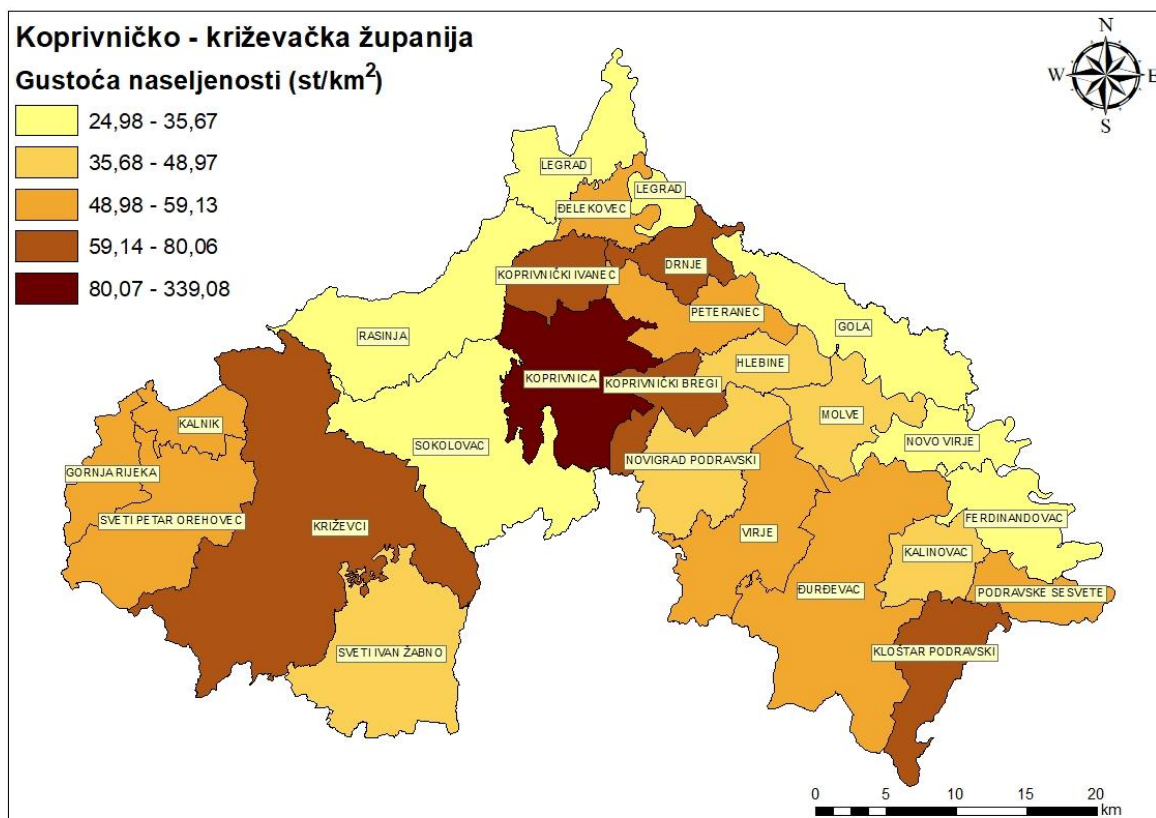 Koprivničko - križevačka županija
Gustoća naseljenosti (st/km²)
24,98 - 35,67
35,68 - 48,97
48,98 - 59,13
59,14 - 80,06
80,07 - 339,08
N
W E
S
LEGRAD
LEGRAD
ĐELEKOVEC
DRNJE
KOPRIVNIČKI IVANEC
PETERANEC
GOLA
RASINJA
HLEBINE
KOPRIVNICA
KOPRIVNIČKI BREGI
MOLVE
KALNIK
NOVO VIRJE
SOKOLOVAC
NOVIGRAD PODRAVSKI
GORNJA RIJEKA
SVETI PETAR OREHOVEC
KRIŽEVCI
FERDINANDOVAC
VIRJE
KALINOVAC
ĐURĐEVAC
PODRAVSKE SESVETE
SVETI IVAN ŽABNO
KLOŠTAR PODRAVSKI
0 5 10 20
km